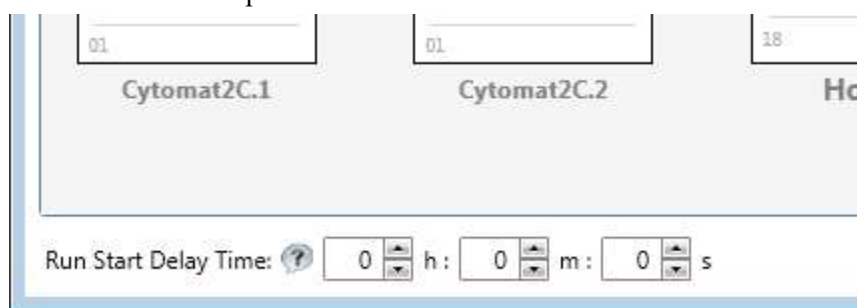 01 01 18
Cytomat2C.1 Cytomat2C.2
Run Start Delay Time: ? 0 h : 0 m : 0 s